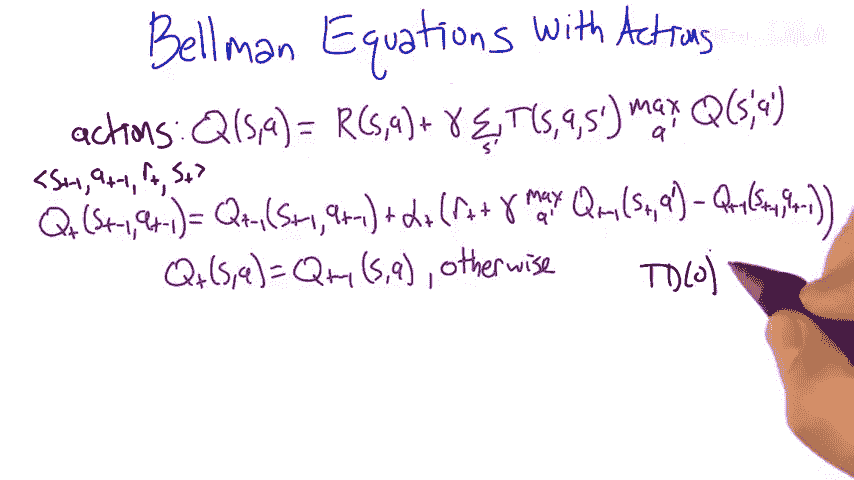 Bellman Equations with Actions
actions: Q(s,a) = R(s,a) + γ Σ_s' T(s,a,s') max_a' Q(s',a')
<s_t-1, a_t-1, r_t, s_t>
Q_t(s_t-1, a_t-1) = Q_t-1(s_t-1, a_t-1) + α_t (r_t + γ max_a' Q_t-1(s_t, a') - Q_t-1(s_t-1, a_t-1))
Q_t(s,a) = Q_t-1(s,a), otherwise
TD(0)